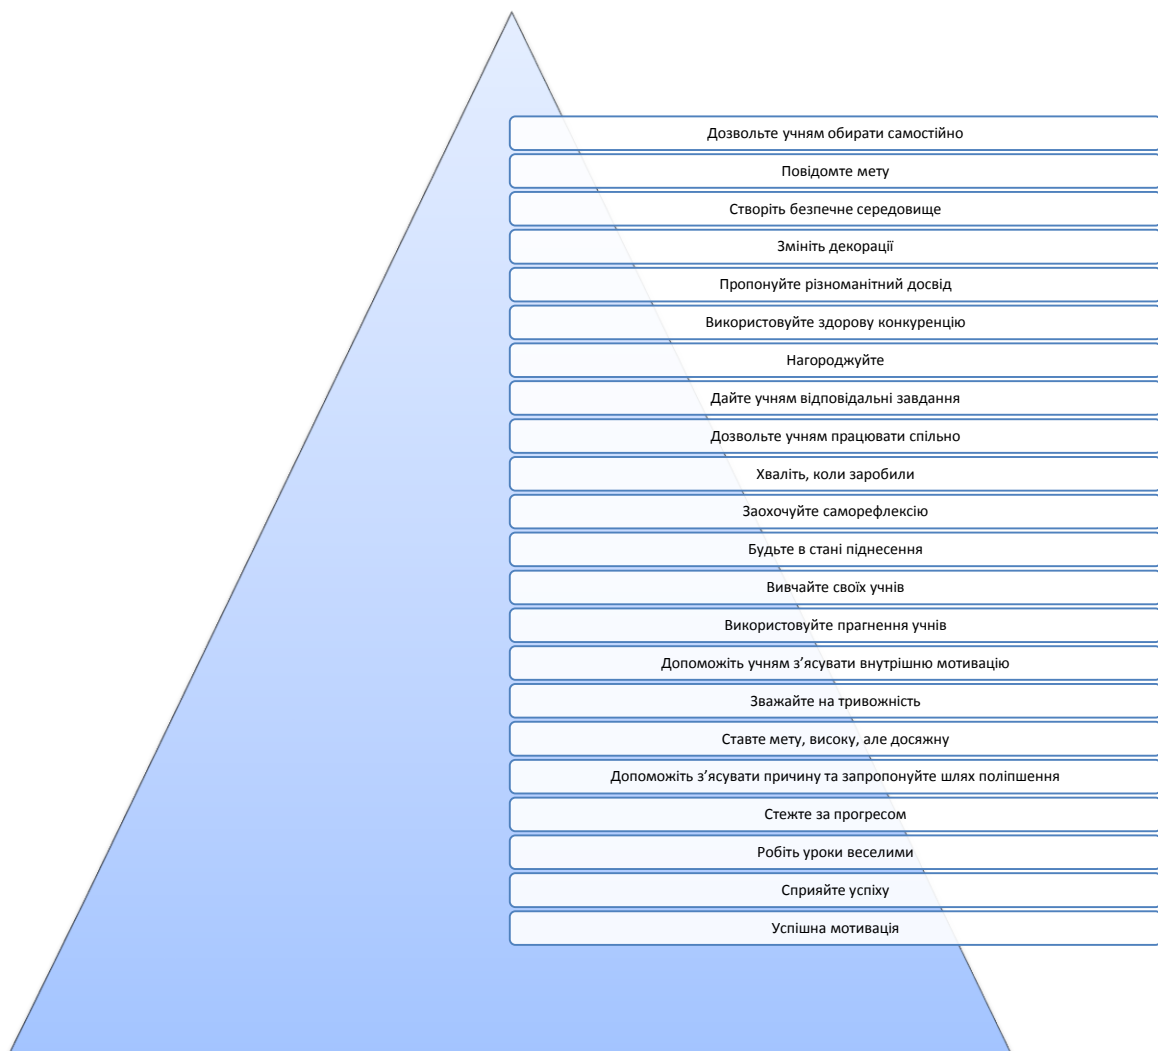 Дозвольте учням обирати самостійно
Повідомте мету
Створіть безпечне середовище
Змініть декорації
Пропонуйте різноманітний досвід
Використовуйте здорову конкуренцію
Нагороджуйте
Дайте учням відповідальні завдання
Дозвольте учням працювати спільно
Хваліть, коли заробили
Заохочуйте саморефлексію
Будьте в стані піднесення
Вивчайте своїх учнів
Використовуйте прагнення учнів
Допоможіть учням з’ясувати внутрішню мотивацію
Зважайте на тривожність
Ставте мету, високу, але досяжну
Допоможіть з’ясувати причину та запропонуйте шлях поліпшення
Стежте за прогресом
Робіть уроки веселими
Сприяйте успіху
Успішна мотивація